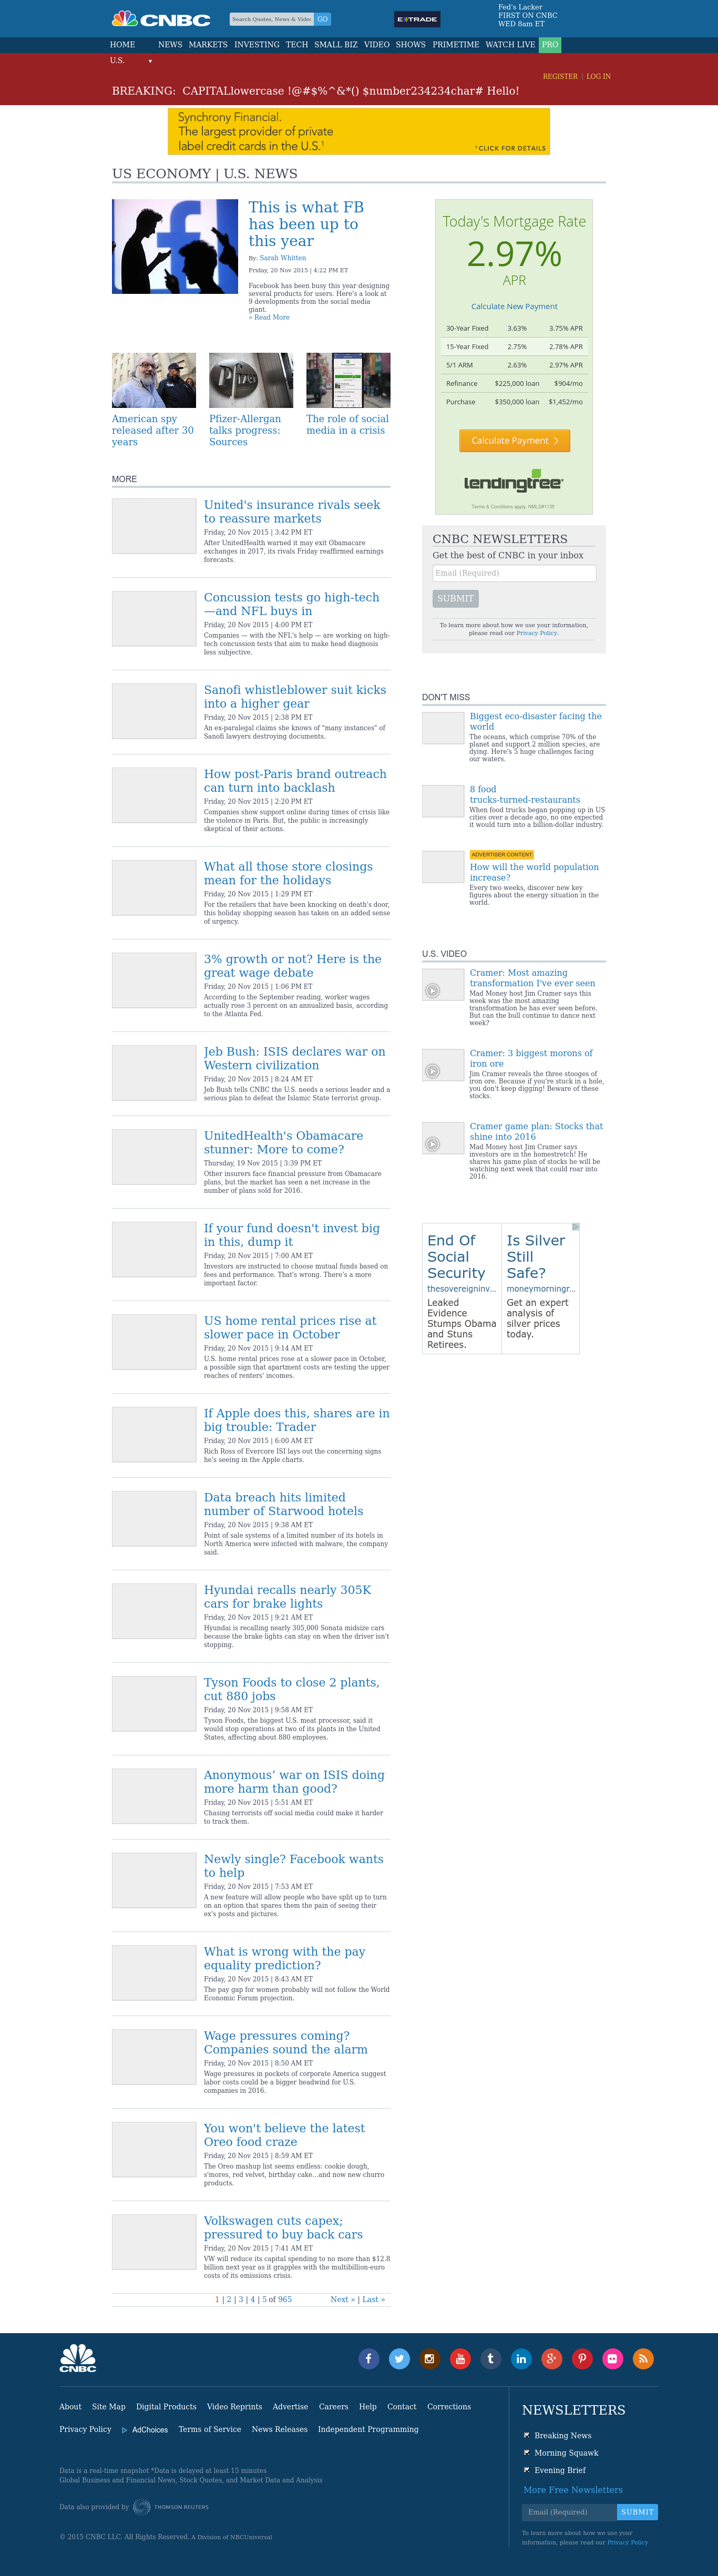 CNBC
Search Quotes, News & Video
GO
E*TRADE
Fed's Lacker
FIRST ON CNBC
WED 8am ET
HOME NEWS MARKETS INVESTING TECH SMALL BIZ VIDEO SHOWS PRIMETIME WATCH LIVE PRO
U.S. ▾
REGISTER | LOG IN
BREAKING: CAPITALlowercase !@#$%^&*() $number234234char# Hello!
Synchrony Financial.
The largest provider of private
label credit cards in the U.S.¹
¹ CLICK FOR DETAILS
US ECONOMY | U.S. NEWS
This is what FB
has been up to
this year
By: Sarah Whitten
Friday, 20 Nov 2015 | 4:22 PM ET
Facebook has been busy this year designing
several products for users. Here's a look at
9 developments from the social media
giant.
» Read More
American spy
released after 30
years
Pfizer-Allergan
talks progress:
Sources
The role of social
media in a crisis
MORE
United's insurance rivals seek
to reassure markets
Friday, 20 Nov 2015 | 3:42 PM ET
After UnitedHealth warned it may exit Obamacare
exchanges in 2017, its rivals Friday reaffirmed earnings
forecasts.
Concussion tests go high-tech
—and NFL buys in
Friday, 20 Nov 2015 | 4:00 PM ET
Companies — with the NFL's help — are working on high-
tech concussion tests that aim to make head diagnosis
less subjective.
Sanofi whistleblower suit kicks
into a higher gear
Friday, 20 Nov 2015 | 2:38 PM ET
An ex-paralegal claims she knows of "many instances" of
Sanofi lawyers destroying documents.
How post-Paris brand outreach
can turn into backlash
Friday, 20 Nov 2015 | 2:20 PM ET
Companies show support online during times of crisis like
the violence in Paris. But, the public is increasingly
skeptical of their actions.
What all those store closings
mean for the holidays
Friday, 20 Nov 2015 | 1:29 PM ET
For the retailers that have been knocking on death's door,
this holiday shopping season has taken on an added sense
of urgency.
3% growth or not? Here is the
great wage debate
Friday, 20 Nov 2015 | 1:06 PM ET
According to the September reading, worker wages
actually rose 3 percent on an annualized basis, according
to the Atlanta Fed.
Jeb Bush: ISIS declares war on
Western civilization
Friday, 20 Nov 2015 | 8:24 AM ET
Jeb Bush tells CNBC the U.S. needs a serious leader and a
serious plan to defeat the Islamic State terrorist group.
UnitedHealth's Obamacare
stunner: More to come?
Thursday, 19 Nov 2015 | 3:39 PM ET
Other insurers face financial pressure from Obamacare
plans, but the market has seen a net increase in the
number of plans sold for 2016.
If your fund doesn't invest big
in this, dump it
Friday, 20 Nov 2015 | 7:00 AM ET
Investors are instructed to choose mutual funds based on
fees and performance. That's wrong. There's a more
important factor.
US home rental prices rise at
slower pace in October
Friday, 20 Nov 2015 | 9:14 AM ET
U.S. home rental prices rose at a slower pace in October,
a possible sign that apartment costs are testing the upper
reaches of renters' incomes.
If Apple does this, shares are in
big trouble: Trader
Friday, 20 Nov 2015 | 6:00 AM ET
Rich Ross of Evercore ISI lays out the concerning signs
he's seeing in the Apple charts.
Data breach hits limited
number of Starwood hotels
Friday, 20 Nov 2015 | 9:38 AM ET
Point of sale systems of a limited number of its hotels in
North America were infected with malware, the company
said.
Hyundai recalls nearly 305K
cars for brake lights
Friday, 20 Nov 2015 | 9:21 AM ET
Hyundai is recalling nearly 305,000 Sonata midsize cars
because the brake lights can stay on when the driver isn't
stopping.
Tyson Foods to close 2 plants,
cut 880 jobs
Friday, 20 Nov 2015 | 9:58 AM ET
Tyson Foods, the biggest U.S. meat processor, said it
would stop operations at two of its plants in the United
States, affecting about 880 employees.
Anonymous’ war on ISIS doing
more harm than good?
Friday, 20 Nov 2015 | 5:51 AM ET
Chasing terrorists off social media could make it harder
to track them.
Newly single? Facebook wants
to help
Friday, 20 Nov 2015 | 7:53 AM ET
A new feature will allow people who have split up to turn
on an option that spares them the pain of seeing their
ex's posts and pictures.
What is wrong with the pay
equality prediction?
Friday, 20 Nov 2015 | 8:43 AM ET
The pay gap for women probably will not follow the World
Economic Forum projection.
Wage pressures coming?
Companies sound the alarm
Friday, 20 Nov 2015 | 8:50 AM ET
Wage pressures in pockets of corporate America suggest
labor costs could be a bigger headwind for U.S.
companies in 2016.
You won't believe the latest
Oreo food craze
Friday, 20 Nov 2015 | 8:59 AM ET
The Oreo mashup list seems endless: cookie dough,
s'mores, red velvet, birthday cake...and now new churro
products.
Volkswagen cuts capex;
pressured to buy back cars
Friday, 20 Nov 2015 | 7:41 AM ET
VW will reduce its capital spending to no more than $12.8
billion next year as it grapples with the multibillion-euro
costs of its emissions crisis.
1 | 2 | 3 | 4 | 5 of 965 Next » | Last »
Today's Mortgage Rate
2.97%
APR
Calculate New Payment
30-Year Fixed 3.63% 3.75% APR
15-Year Fixed 2.75% 2.78% APR
5/1 ARM 2.63% 2.97% APR
Refinance $225,000 loan $904/mo
Purchase $350,000 loan $1,452/mo
Calculate Payment
lendingtree
Terms & Conditions apply. NMLS#1136
CNBC NEWSLETTERS
Get the best of CNBC in your inbox
Email (Required)
SUBMIT
To learn more about how we use your information,
please read our Privacy Policy.
DON'T MISS
Biggest eco-disaster facing the
world
The oceans, which comprise 70% of the
planet and support 2 million species, are
dying. Here's 5 huge challenges facing
our waters.
8 food
trucks-turned-restaurants
When food trucks began popping up in US
cities over a decade ago, no one expected
it would turn into a billion-dollar industry.
ADVERTISER CONTENT
How will the world population
increase?
Every two weeks, discover new key
figures about the energy situation in the
world.
U.S. VIDEO
Cramer: Most amazing
transformation I've ever seen
Mad Money host Jim Cramer says this
week was the most amazing
transformation he has ever seen before.
But can the bull continue to dance next
week?
Cramer: 3 biggest morons of
iron ore
Jim Cramer reveals the three stooges of
iron ore. Because if you're stuck in a hole,
you don't keep digging! Beware of these
stocks.
Cramer game plan: Stocks that
shine into 2016
Mad Money host Jim Cramer says
investors are in the homestretch! He
shares his game plan of stocks he will be
watching next week that could roar into
2016.
End Of
Social
Security
thesovereigninv...
Leaked
Evidence
Stumps Obama
and Stuns
Retirees.
Is Silver
Still
Safe?
moneymorningr...
Get an expert
analysis of
silver prices
today.
CNBC
About Site Map Digital Products Video Reprints Advertise Careers Help Contact Corrections
Privacy Policy AdChoices Terms of Service News Releases Independent Programming
Data is a real-time snapshot *Data is delayed at least 15 minutes
Global Business and Financial News, Stock Quotes, and Market Data and Analysis
Data also provided by THOMSON REUTERS
© 2015 CNBC LLC. All Rights Reserved. A Division of NBCUniversal
NEWSLETTERS
Breaking News
Morning Squawk
Evening Brief
More Free Newsletters
Email (Required)
SUBMIT
To learn more about how we use your
information, please read our Privacy Policy